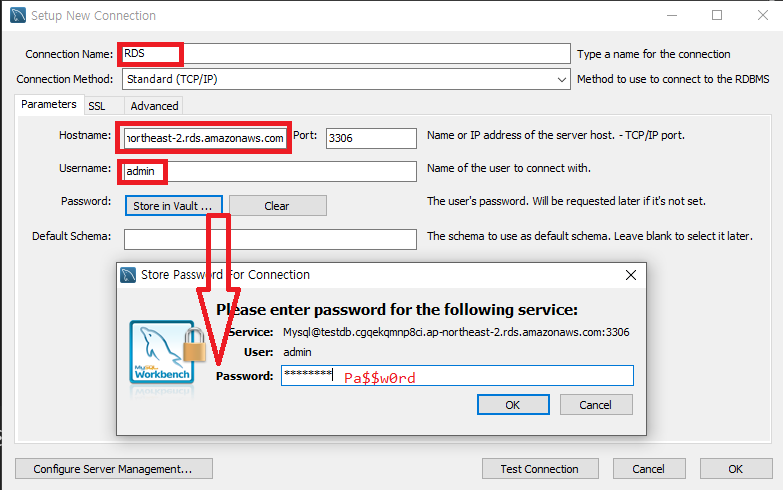 Setup New Connection
Connection Name: RDS Type a name for the connection
Connection Method: Standard (TCP/IP) Method to use to connect to the RDBMS
Parameters SSL Advanced
Hostname: northeast-2.rds.amazonaws.com Port: 3306 Name or IP address of the server host. - TCP/IP port.
Username: admin Name of the user to connect with.
Password: Store in Vault ... Clear The user's password. Will be requested later if it's not set.
Default Schema: The schema to use as default schema. Leave blank to select it later.
Store Password For Connection
Please enter password for the following service:
Service: Mysql@testdb.cgqekqmnp8ci.ap-northeast-2.rds.amazonaws.com:3306
User: admin
Password: ******** Pa$$w0rd
MySQL
Workbench
OK Cancel
Configure Server Management... Test Connection Cancel OK